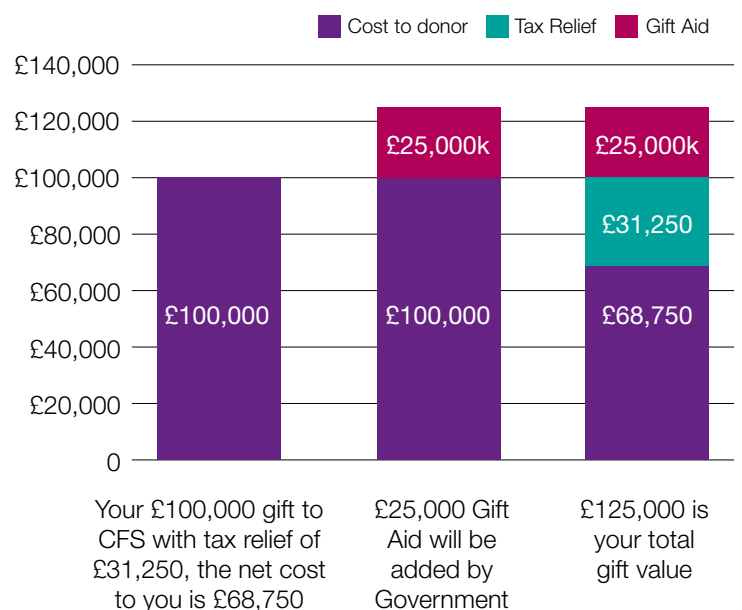 Cost to donor Tax Relief Gift Aid
£140,000
£120,000
£100,000
£80,000
£60,000
£40,000
£20,000
0
£100,000
£25,000k
£100,000
£25,000k
£31,250
£68,750
Your £100,000 gift to
CFS with tax relief of
£31,250, the net cost
to you is £68,750
£25,000 Gift
Aid will be
added by
Government
£125,000 is
your total
gift value